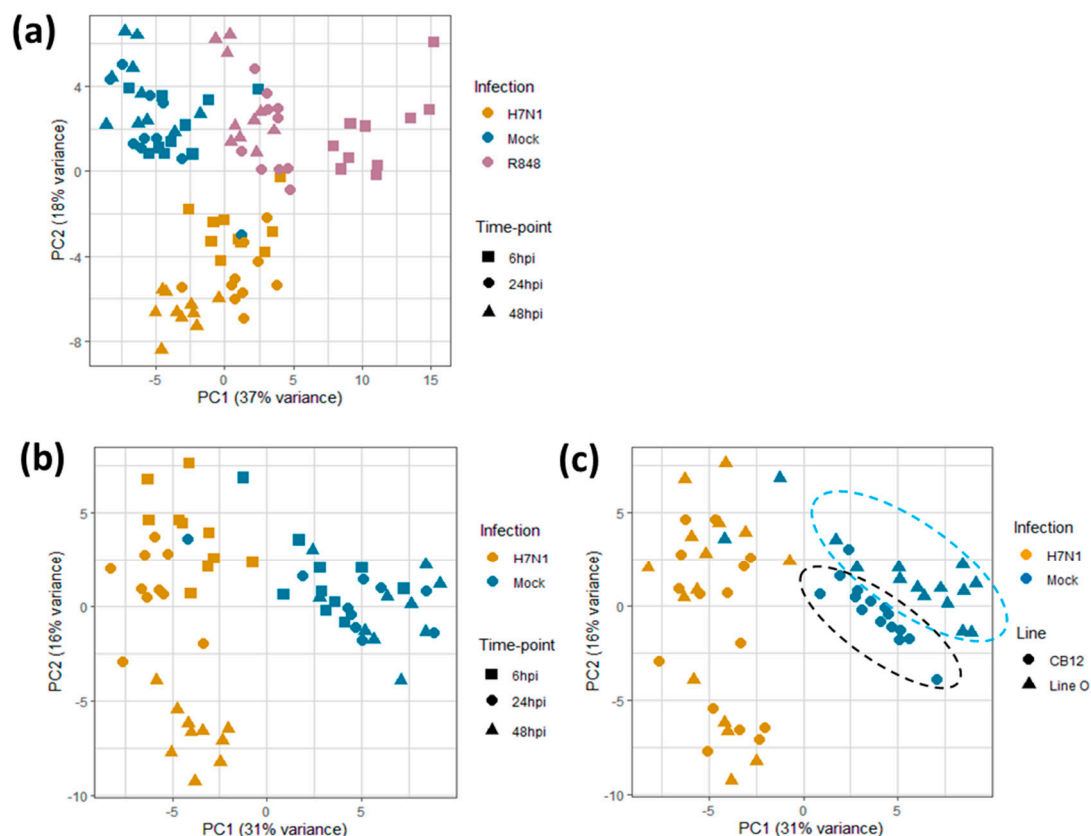 (a)
4
0
-4
-8
PC2 (18% variance)
-5
0
5
10
15
PC1 (37% variance)
Infection
H7N1
Mock
R848
Time-point
6hpi
24hpi
48hpi
(b)
5
0
-5
-10
PC2 (16% variance)
-5
0
5
PC1 (31% variance)
Infection
H7N1
Mock
Time-point
6hpi
24hpi
48hpi
(c)
5
0
-5
-10
PC2 (16% variance)
-5
0
5
PC1 (31% variance)
Infection
H7N1
Mock
Line
CB12
Line O